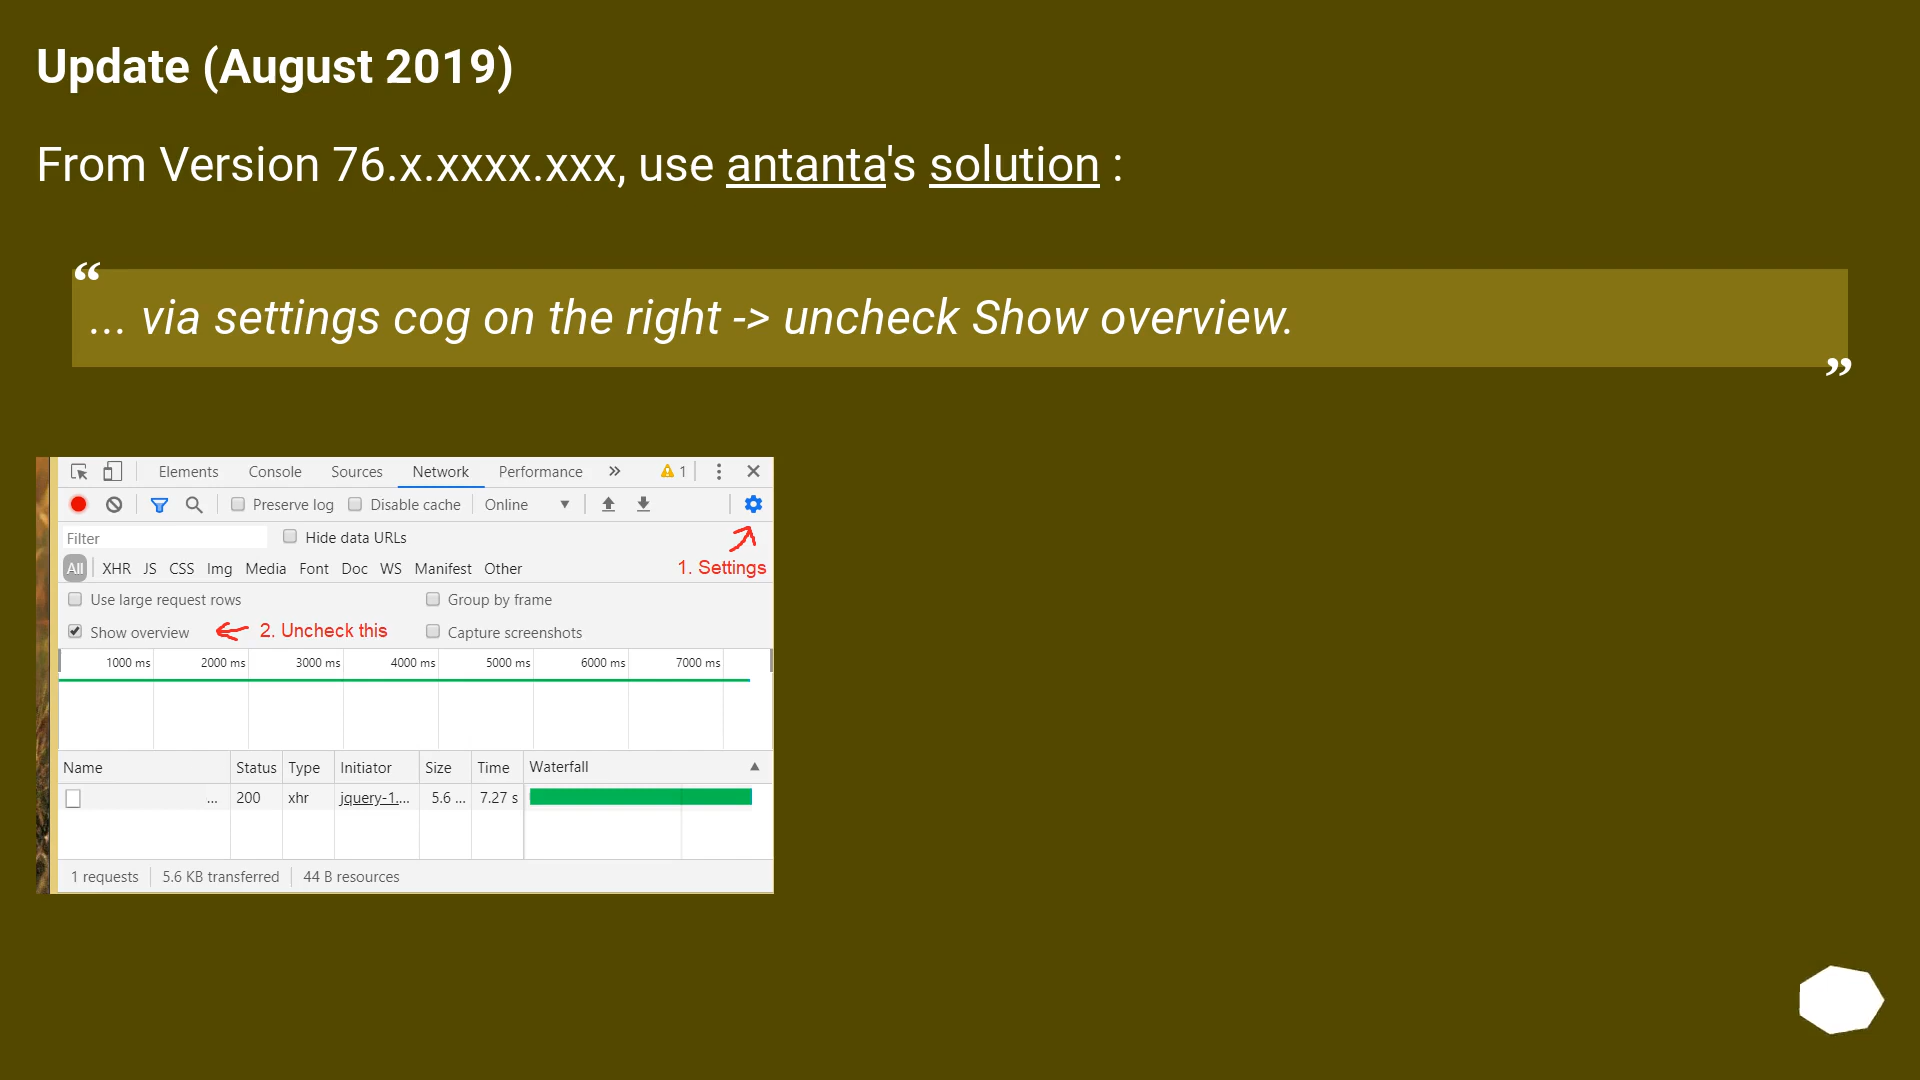 Update (August 2019)
From Version 76.x.xxxx.xxx, use antanta's solution :
“
... via settings cog on the right -> uncheck Show overview.
”
Elements Console Sources Network Performance » 1
Preserve log Disable cache Online
Filter Hide data URLs
All XHR JS CSS Img Media Font Doc WS Manifest Other 1. Settings
Use large request rows Group by frame
Show overview 2. Uncheck this Capture screenshots
1000 ms 2000 ms 3000 ms 4000 ms 5000 ms 6000 ms 7000 ms
Name Status Type Initiator Size Time Waterfall
... 200 xhr jquery-1.... 5.6 ... 7.27 s
1 requests 5.6 KB transferred 44 B resources